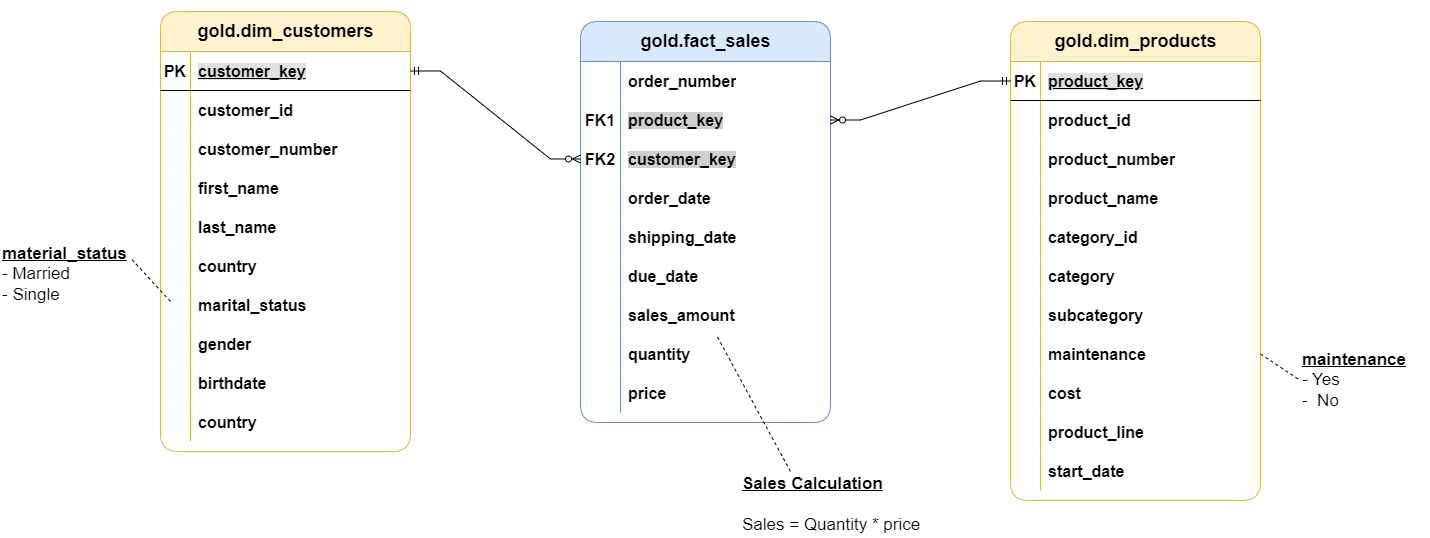 gold.dim_customers
PK customer_key
customer_id
customer_number
first_name
last_name
country
marital_status
gender
birthdate
country
material_status
- Married
- Single
gold.fact_sales
order_number
FK1 product_key
FK2 customer_key
order_date
shipping_date
due_date
sales_amount
quantity
price
Sales Calculation
Sales = Quantity * price
gold.dim_products
PK product_key
product_id
product_number
product_name
category_id
category
subcategory
maintenance
cost
product_line
start_date
maintenance
- Yes
- No